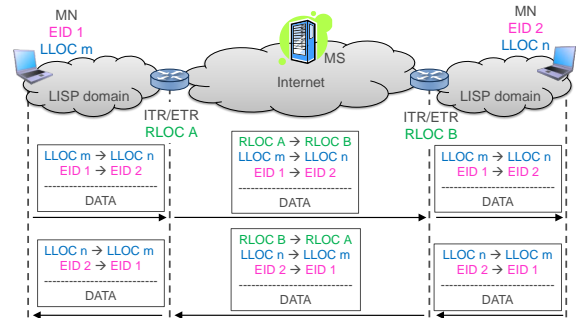 MN
EID 1
LLOC m
MS
Internet
MN
EID 2
LLOC n
LISP domain
LISP domain
ITR/ETR
RLOC A
ITR/ETR
RLOC B
LLOC m → LLOC n
EID 1 → EID 2
----------------------
DATA
RLOC A → RLOC B
LLOC m → LLOC n
EID 1 → EID 2
----------------------
DATA
LLOC m → LLOC n
EID 1 → EID 2
----------------------
DATA
LLOC n → LLOC m
EID 2 → EID 1
----------------------
DATA
RLOC B → RLOC A
LLOC n → LLOC m
EID 2 → EID 1
----------------------
DATA
LLOC n → LLOC m
EID 2 → EID 1
----------------------
DATA